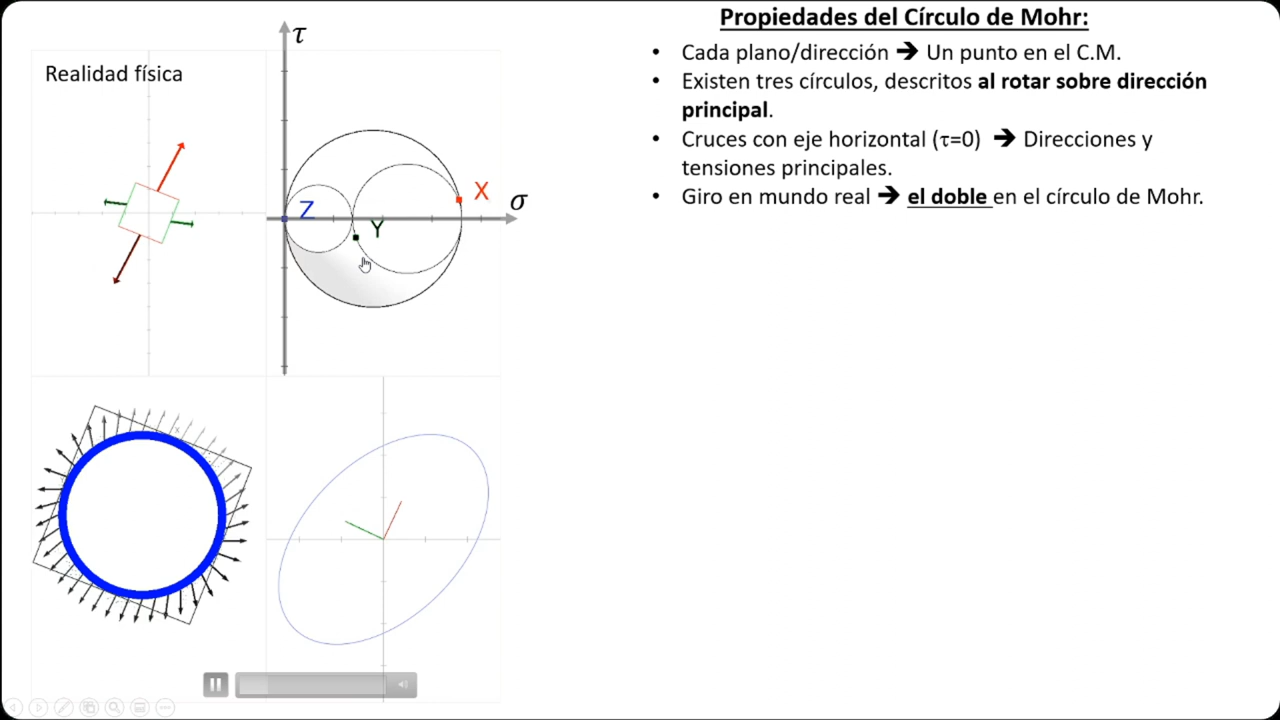 Propiedades del Círculo de Mohr:
τ
Realidad física
• Cada plano/dirección ➔ Un punto en el C.M.
• Existen tres círculos, descritos al rotar sobre dirección
principal.
• Cruces con eje horizontal (τ=0) ➔ Direcciones y
tensiones principales.
• Giro en mundo real ➔ el doble en el círculo de Mohr.
X
σ
Z
Y
x